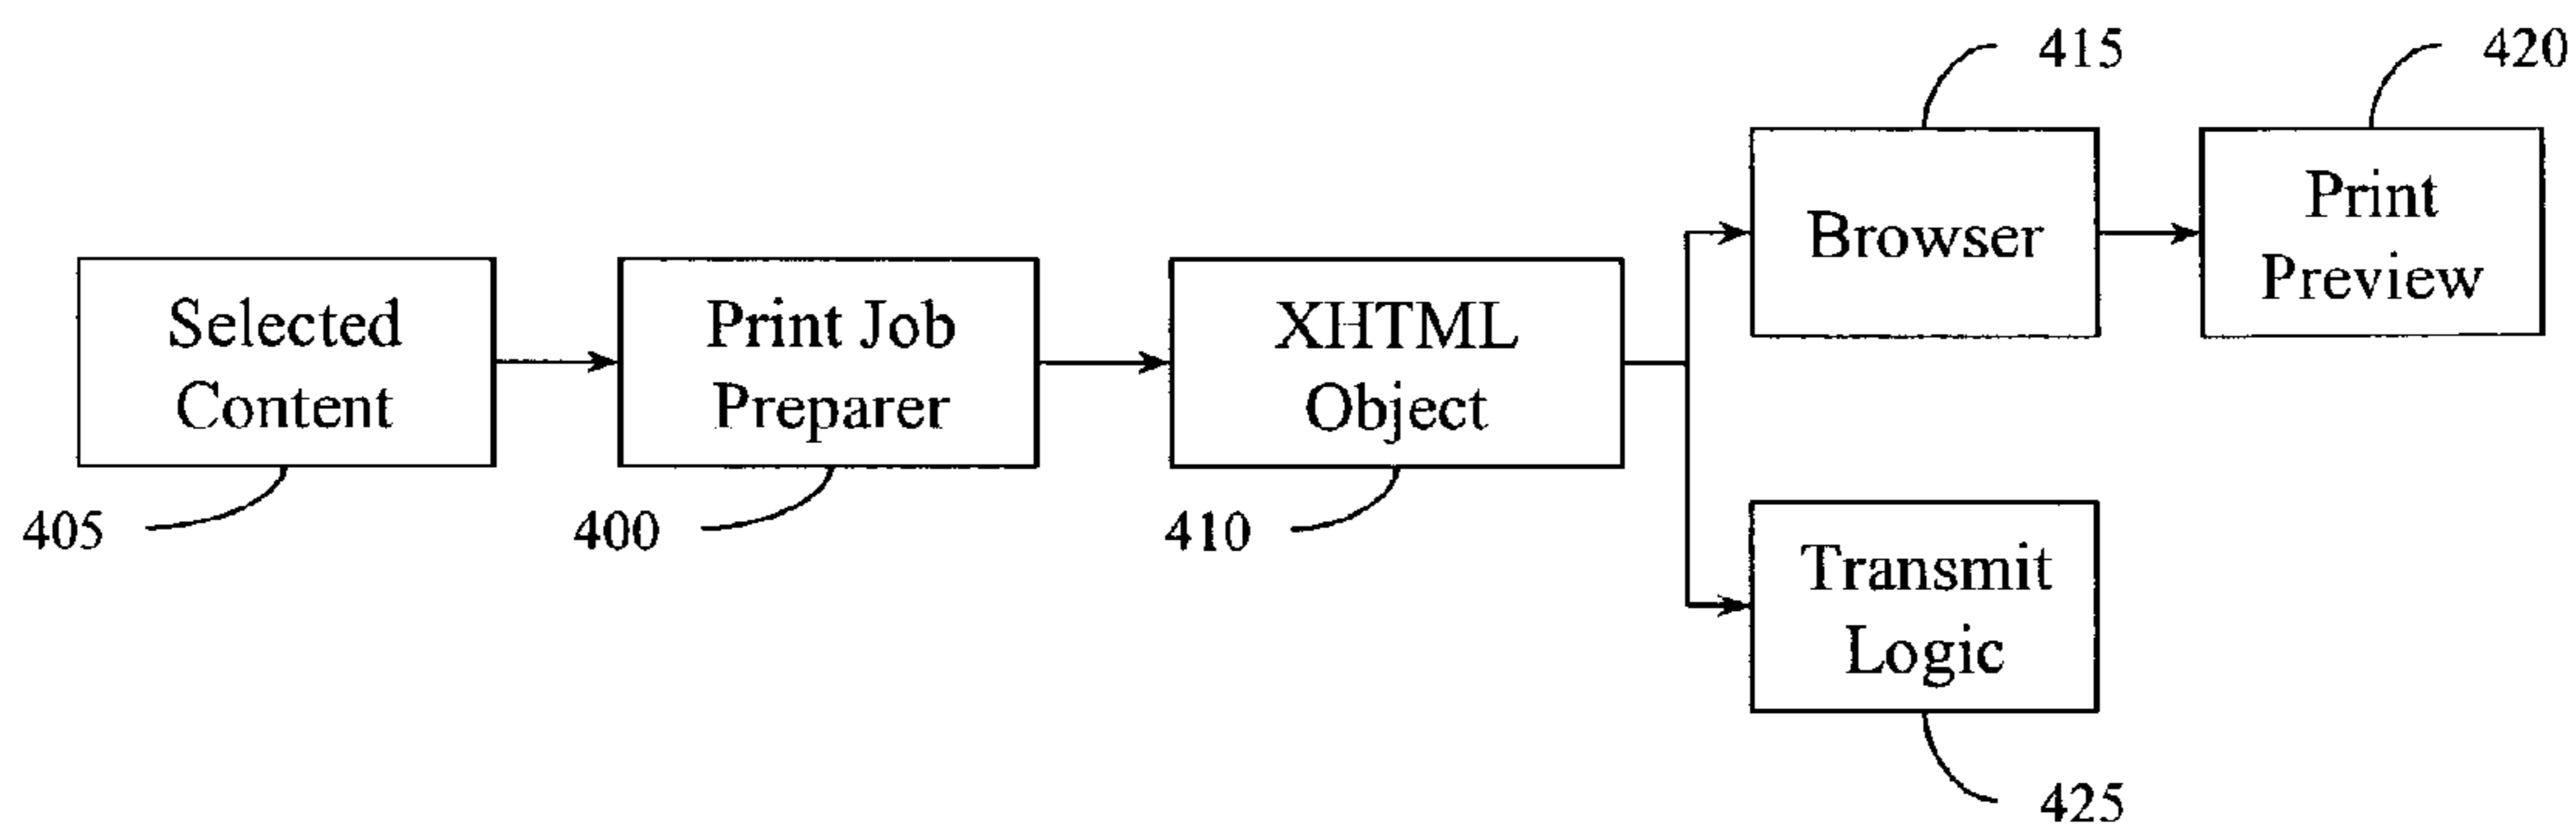 415
420
Print
Preview
Browser
Selected
Content
Print Job
Preparer
XHTML
Object
405
400
410
Transmit
Logic
425